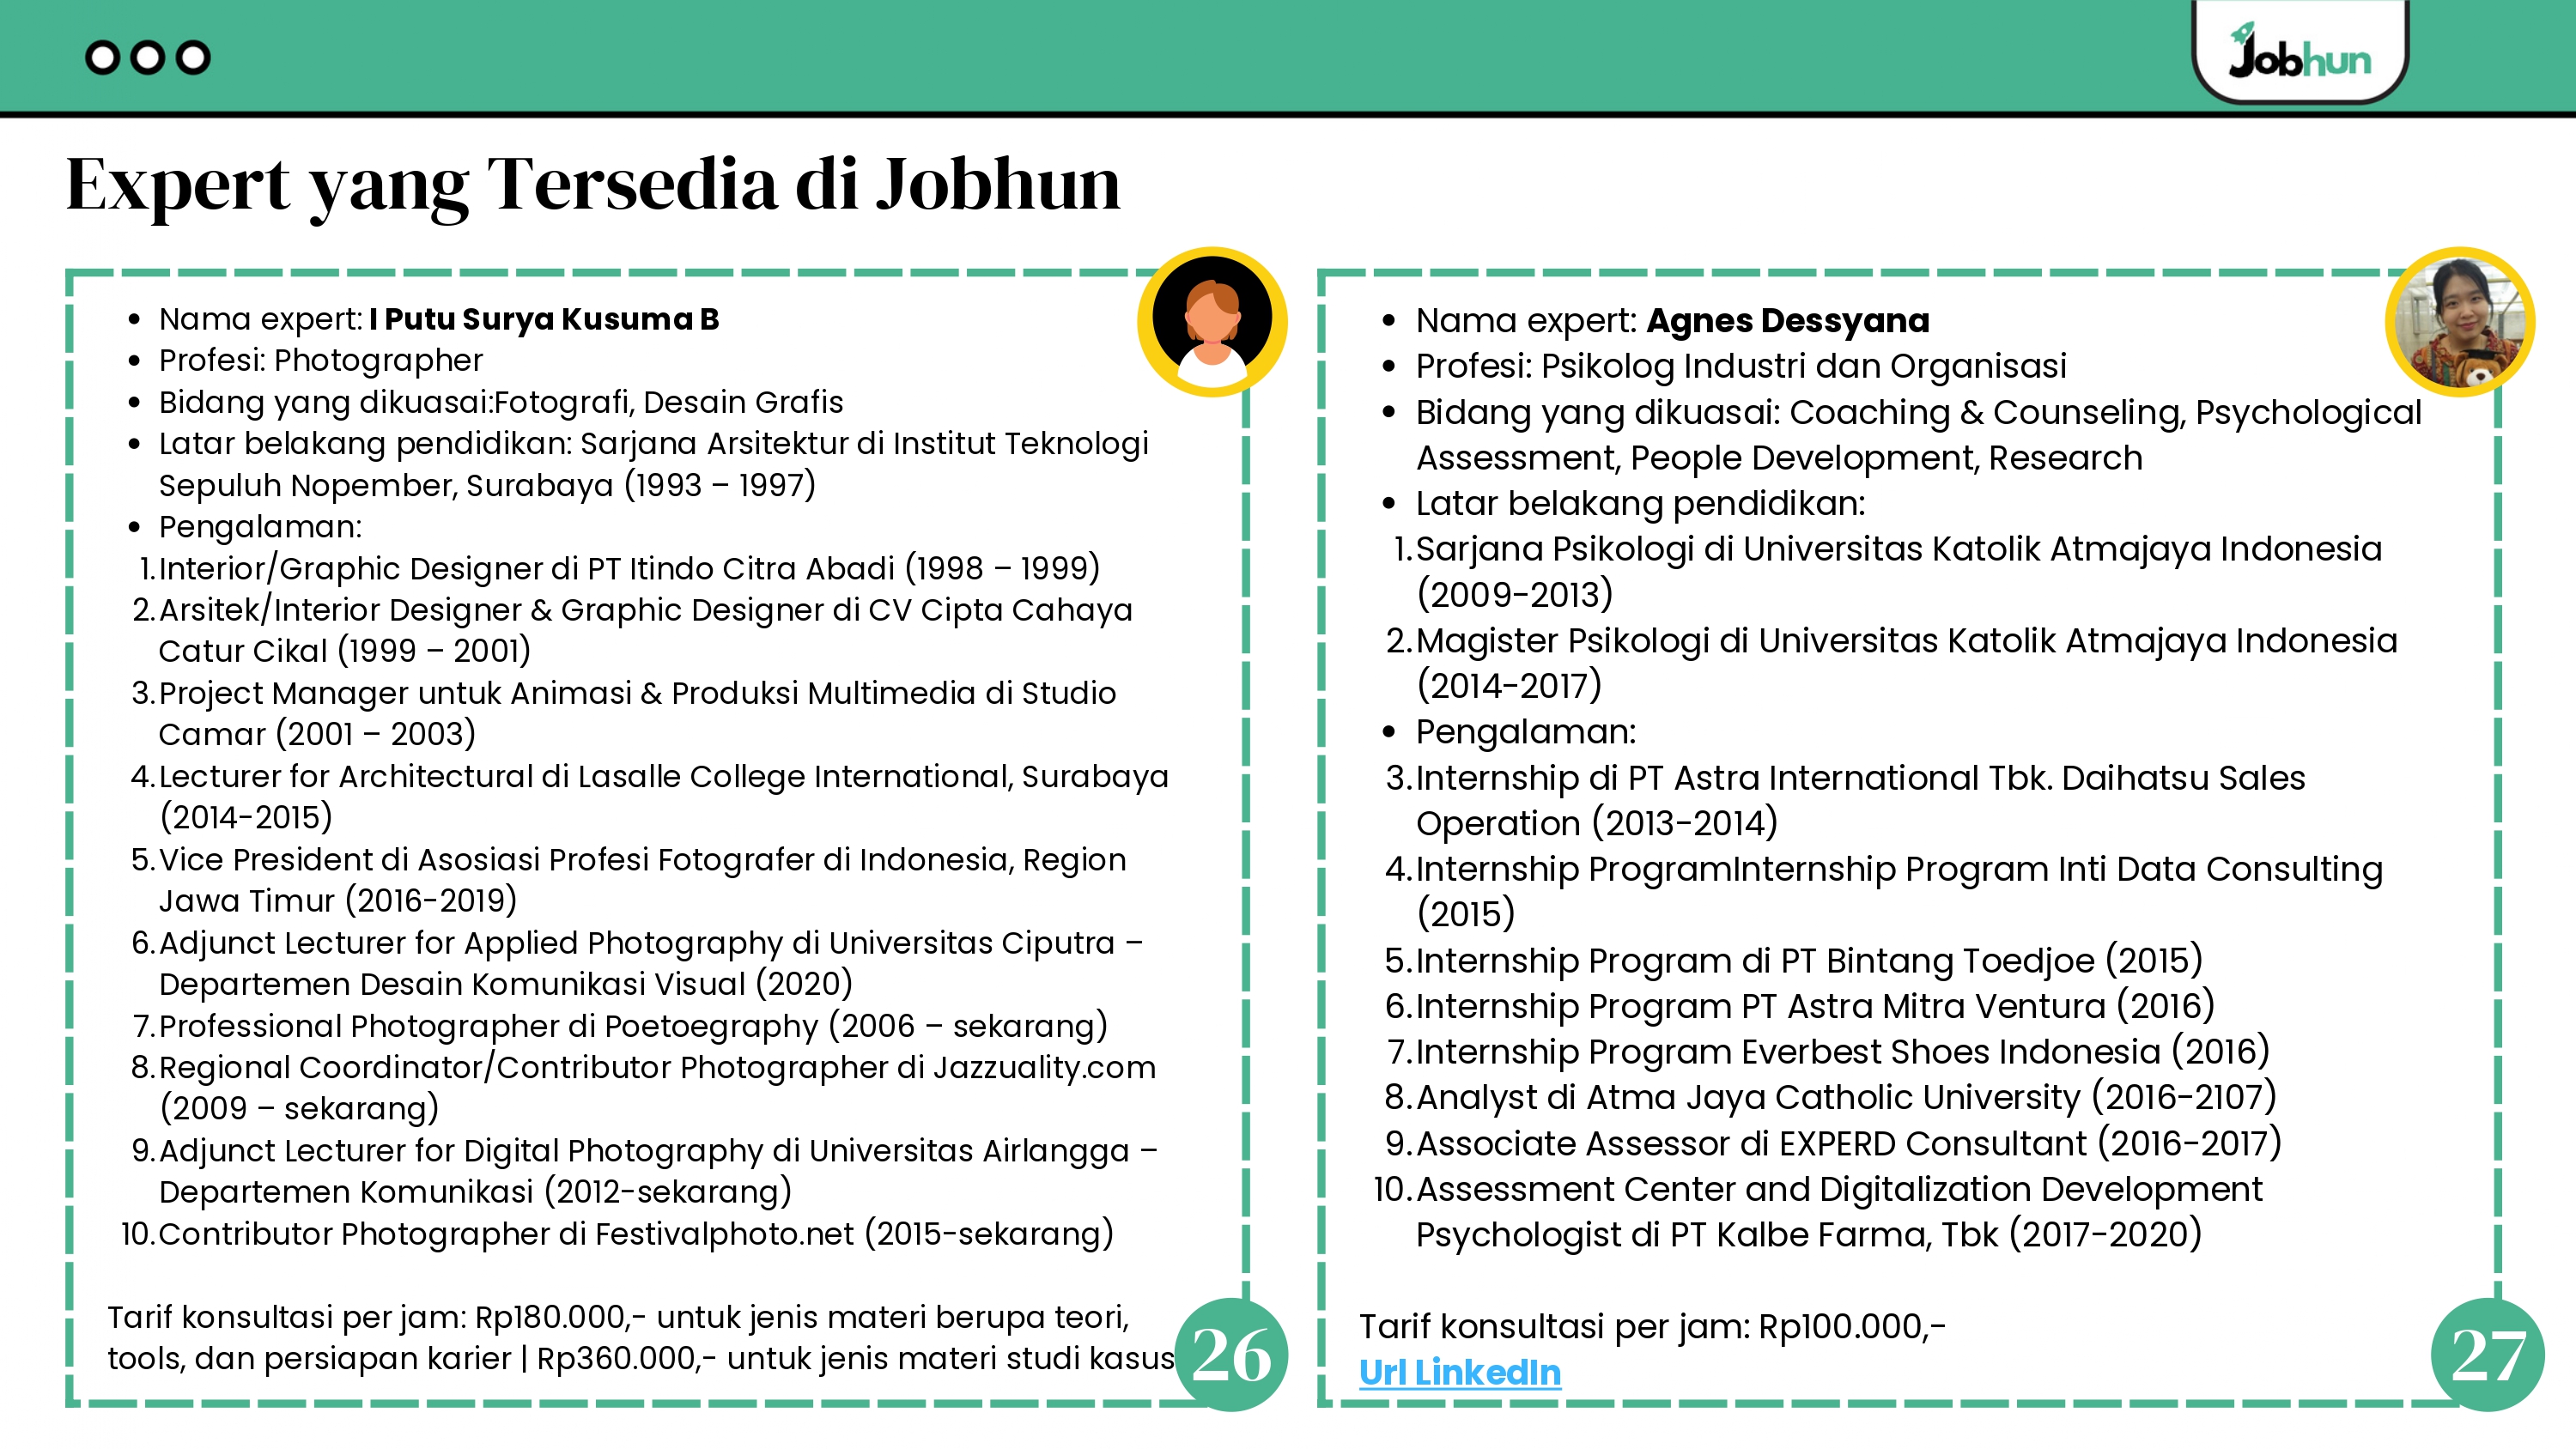 Jobhun
Expert yang Tersedia di Jobhun
• Nama expert: I Putu Surya Kusuma B
• Profesi: Photographer
• Bidang yang dikuasai:Fotografi, Desain Grafis
• Latar belakang pendidikan: Sarjana Arsitektur di Institut Teknologi
Sepuluh Nopember, Surabaya (1993 – 1997)
• Pengalaman:
1.Interior/Graphic Designer di PT Itindo Citra Abadi (1998 – 1999)
2.Arsitek/Interior Designer & Graphic Designer di CV Cipta Cahaya
Catur Cikal (1999 – 2001)
3.Project Manager untuk Animasi & Produksi Multimedia di Studio
Camar (2001 – 2003)
4.Lecturer for Architectural di Lasalle College International, Surabaya
(2014-2015)
5.Vice President di Asosiasi Profesi Fotografer di Indonesia, Region
Jawa Timur (2016-2019)
6.Adjunct Lecturer for Applied Photography di Universitas Ciputra –
Departemen Desain Komunikasi Visual (2020)
7.Professional Photographer di Poetoegraphy (2006 – sekarang)
8.Regional Coordinator/Contributor Photographer di Jazzuality.com
(2009 – sekarang)
9.Adjunct Lecturer for Digital Photography di Universitas Airlangga –
Departemen Komunikasi (2012-sekarang)
10.Contributor Photographer di Festivalphoto.net (2015-sekarang)
Tarif konsultasi per jam: Rp180.000,- untuk jenis materi berupa teori,
tools, dan persiapan karier | Rp360.000,- untuk jenis materi studi kasus
26
• Nama expert: Agnes Dessyana
• Profesi: Psikolog Industri dan Organisasi
• Bidang yang dikuasai: Coaching & Counseling, Psychological
Assessment, People Development, Research
• Latar belakang pendidikan:
1.Sarjana Psikologi di Universitas Katolik Atmajaya Indonesia
(2009-2013)
2.Magister Psikologi di Universitas Katolik Atmajaya Indonesia
(2014-2017)
• Pengalaman:
3.Internship di PT Astra International Tbk. Daihatsu Sales
Operation (2013-2014)
4.Internship ProgramInternship Program Inti Data Consulting
(2015)
5.Internship Program di PT Bintang Toedjoe (2015)
6.Internship Program PT Astra Mitra Ventura (2016)
7.Internship Program Everbest Shoes Indonesia (2016)
8.Analyst di Atma Jaya Catholic University (2016-2107)
9.Associate Assessor di EXPERD Consultant (2016-2017)
10.Assessment Center and Digitalization Development
Psychologist di PT Kalbe Farma, Tbk (2017-2020)
Tarif konsultasi per jam: Rp100.000,-
Url LinkedIn
27